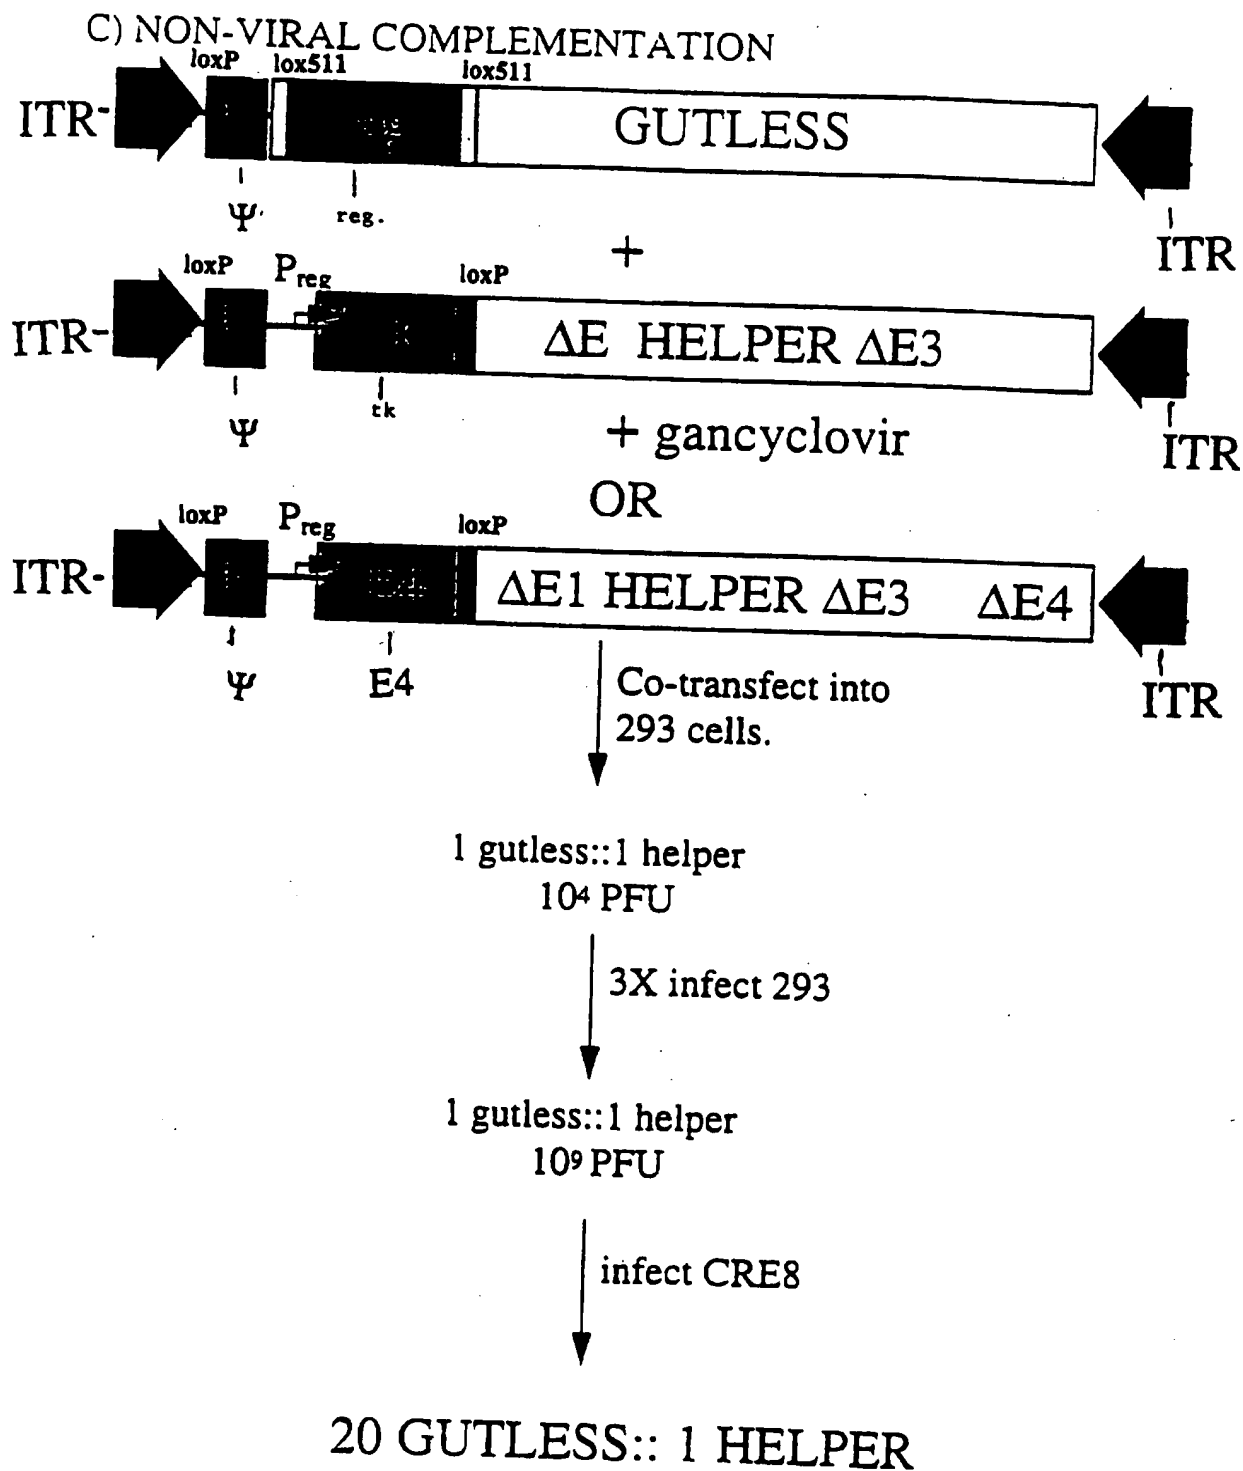 C) NON-VIRAL COMPLEMENTATION
loxP lox511 lox511
ITR- GUTLESS
Ψ reg. ITR
+
loxP Preg loxP
ITR- ΔE HELPER ΔE3
Ψ tk ITR
+ gancyclovir
OR
loxP Preg loxP
ITR- ΔE1 HELPER ΔE3 ΔE4
Ψ E4 ITR
Co-transfect into
293 cells.
1 gutless::1 helper
10⁴ PFU
3X infect 293
1 gutless::1 helper
10⁹ PFU
infect CRE8
20 GUTLESS:: 1 HELPER